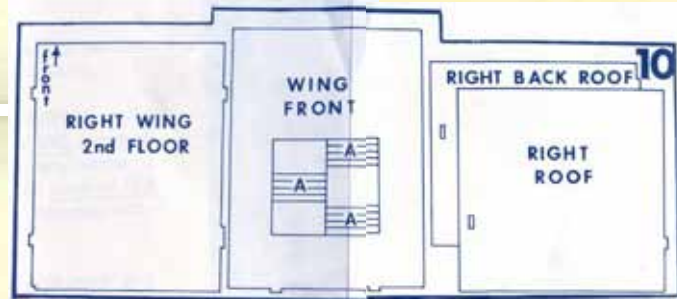 front
RIGHT WING
2nd FLOOR
WING
FRONT
A
A
A
RIGHT BACK ROOF
10
RIGHT
ROOF